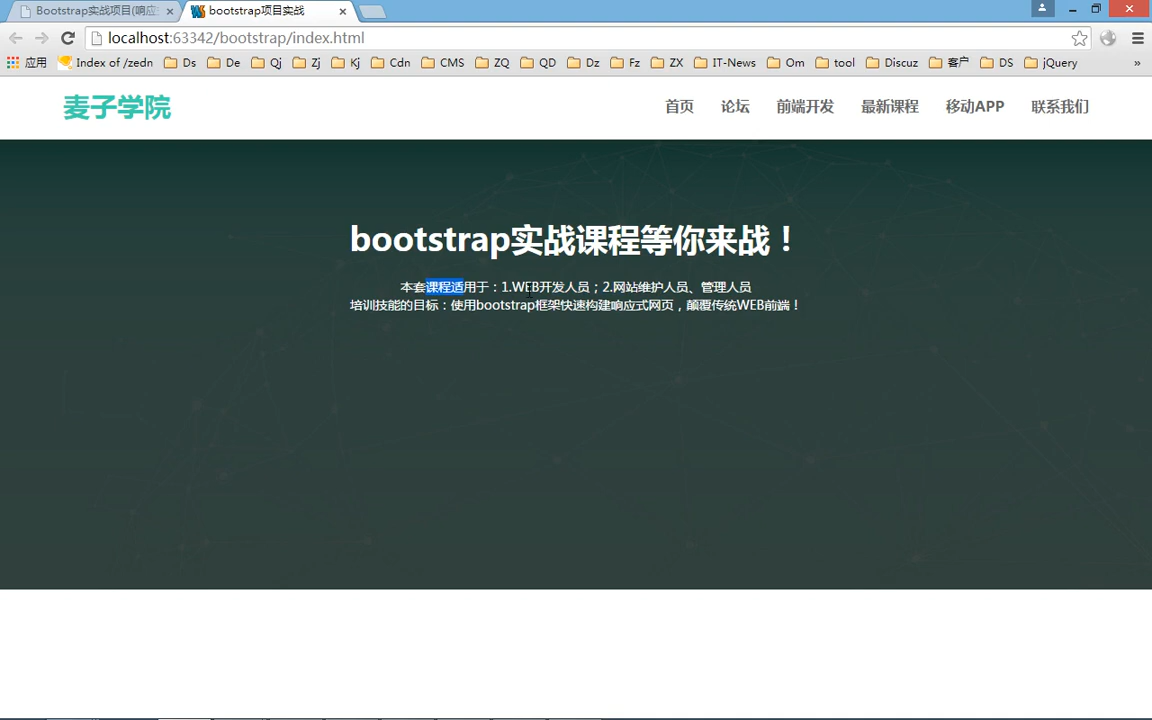 Bootstrap实战项目(响应
bootstrap项目实战
localhost:63342/bootstrap/index.html
应用 Index of /zedn Ds De Qj Zj Kj Cdn CMS ZQ QD Dz Fz ZX IT-News Om tool Discuz 客户 DS jQuery »
麦子学院
首页 论坛 前端开发 最新课程 移动APP 联系我们
bootstrap实战课程等你来战！
本套课程适用于：1.WEB开发人员；2.网站维护人员、管理人员
培训技能的目标：使用bootstrap框架快速构建响应式网页，颠覆传统WEB前端！